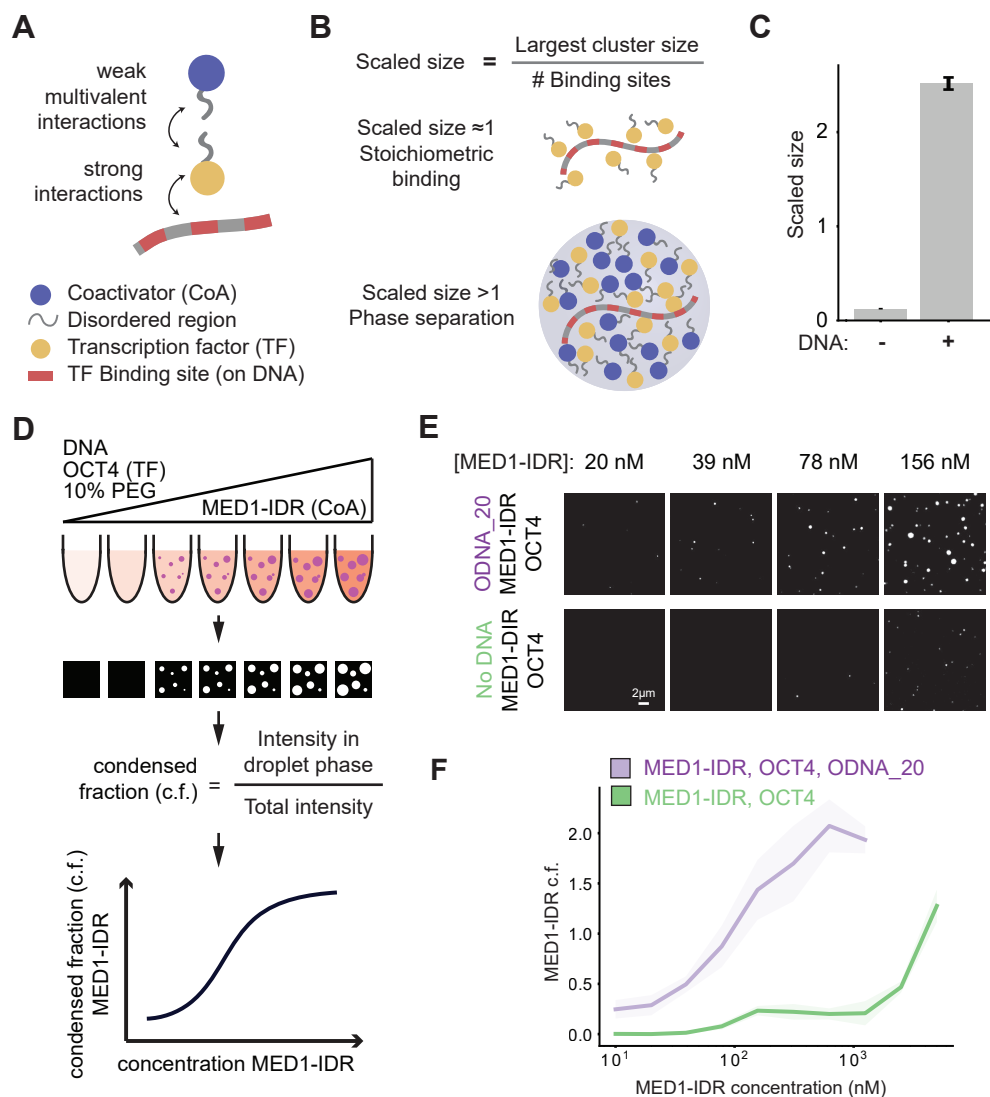 A
weak
multivalent
interactions
strong
interactions
Coactivator (CoA)
Disordered region
Transcription factor (TF)
TF Binding site (on DNA)
B
Scaled size = Largest cluster size
# Binding sites
Scaled size ≈1
Stoichiometric
binding
Scaled size >1
Phase separation
C
Scaled size
2
1
0
DNA: - +
D
DNA
OCT4 (TF)
10% PEG
MED1-IDR (CoA)
condensed
fraction (c.f.)
=
Intensity in
droplet phase
Total intensity
condensed fraction (c.f.)
MED1-IDR
concentration MED1-IDR
E
[MED1-IDR]: 20 nM 39 nM 78 nM 156 nM
ODNA_20
MED1-IDR
OCT4
No DNA
MED1-DIR
OCT4
2μm
F
MED1-IDR, OCT4, ODNA_20
MED1-IDR, OCT4
MED1-IDR c.f.
2.0
1.5
1.0
0.5
0.0
10¹ 10² 10³
MED1-IDR concentration (nM)